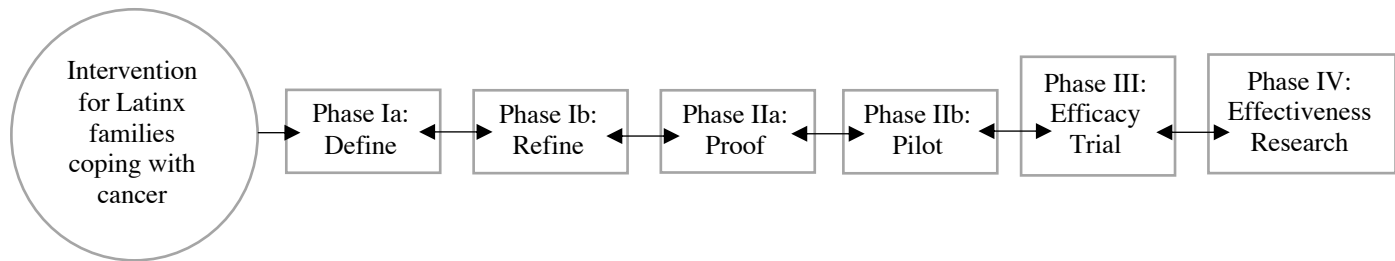 Intervention
for Latinx
families
coping with
cancer
Phase Ia:
Define
Phase Ib:
Refine
Phase IIa:
Proof
Phase IIb:
Pilot
Phase III:
Efficacy
Trial
Phase IV:
Effectiveness
Research